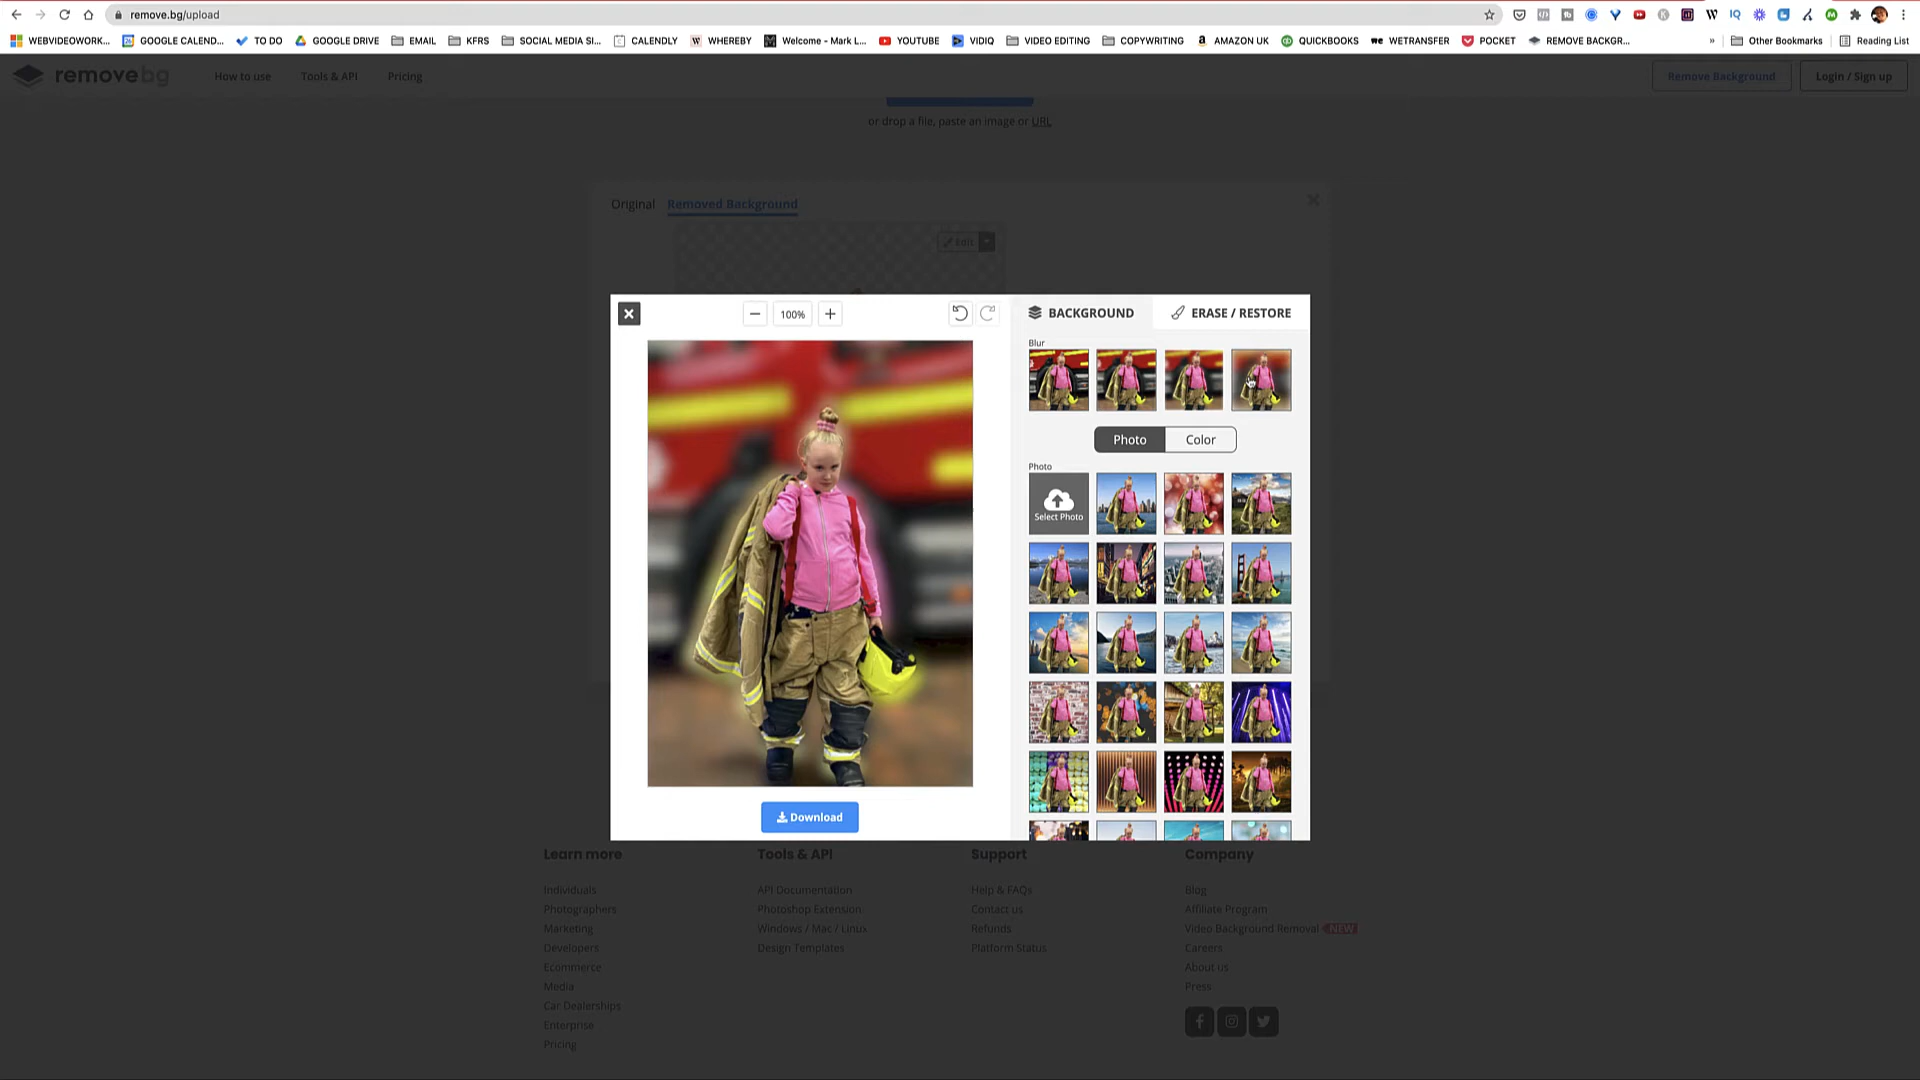 remove.bg/upload
WEBVIDEOWORK...
GOOGLE CALEND...
TO DO
GOOGLE DRIVE
EMAIL
KFRS
SOCIAL MEDIA SI...
CALENDLY
WHEREBY
Welcome - Mark L...
YOUTUBE
VIDIQ
VIDEO EDITING
COPYWRITING
AMAZON UK
QUICKBOOKS
WETRANSFER
POCKET
REMOVE BACKGR...
»
Other Bookmarks
Reading List
removebg
How to use
Tools & API
Pricing
Remove Background
Login / Sign up
or drop a file, paste an image or URL
Original
Removed Background
Edit
100%
BACKGROUND
ERASE / RESTORE
Blur
Photo
Color
Photo
Select Photo
Download
Learn more
Individuals
Photographers
Marketing
Developers
Ecommerce
Media
Car Dealerships
Enterprise
Pricing
Tools & API
API Documentation
Photoshop Extension
Windows / Mac / Linux
Design Templates
Support
Help & FAQs
Contact us
Refunds
Platform Status
Company
Blog
Affiliate Program
Video Background Removal NEW
Careers
About us
Press